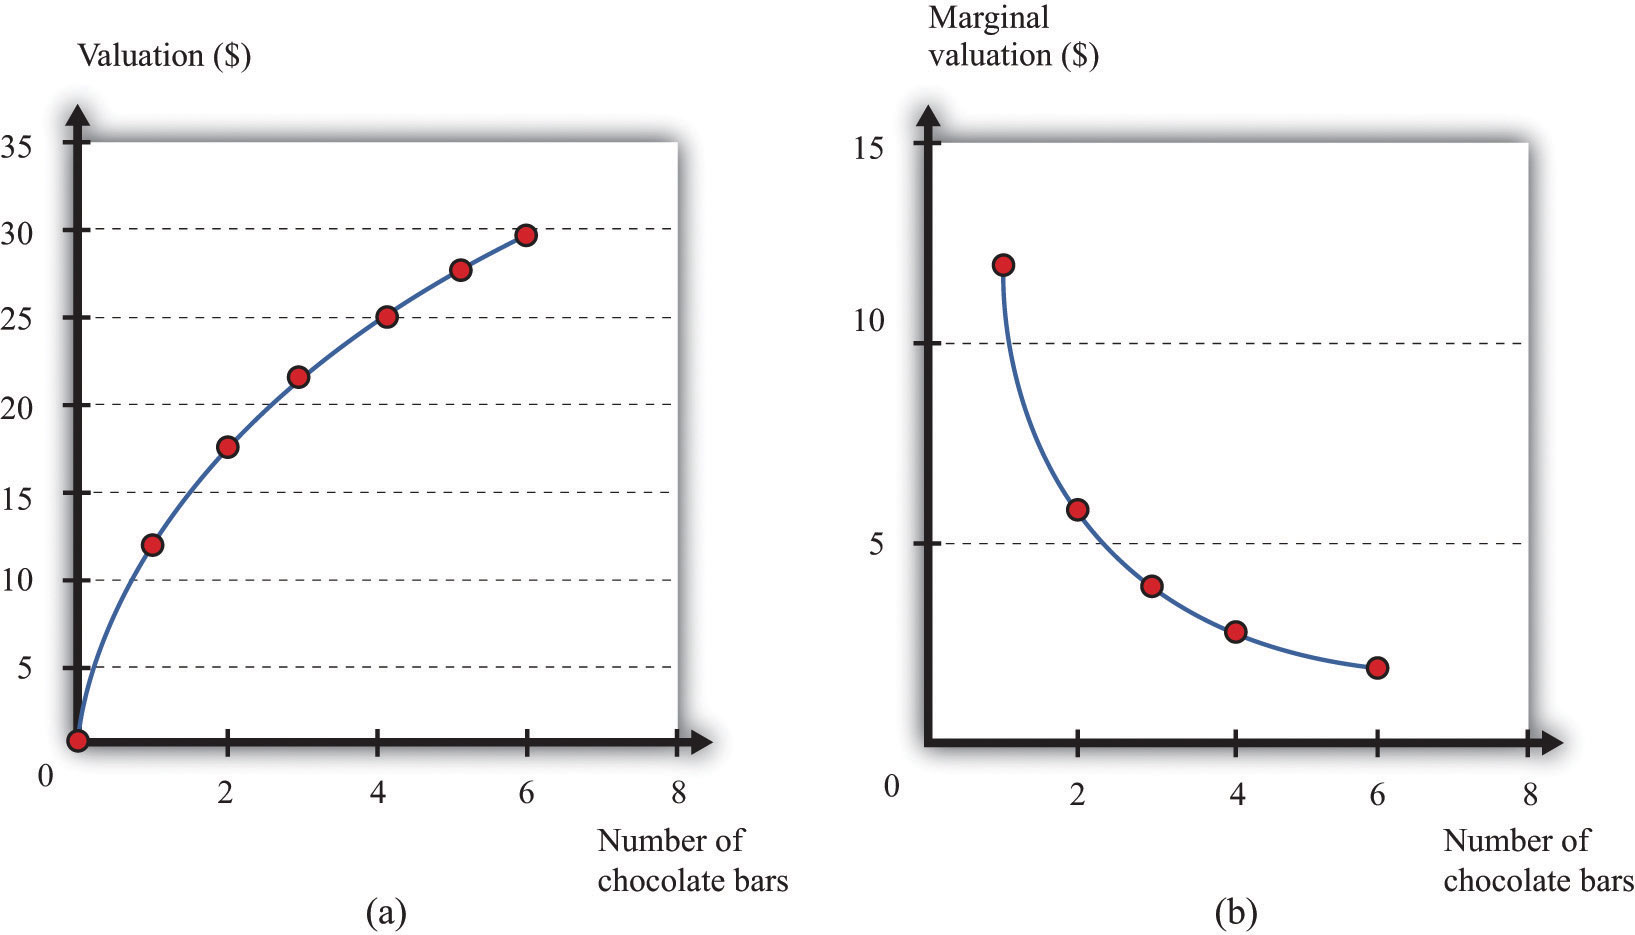 Valuation ($)
35
30
25
20
15
10
5
0
2 4 6 8
Number of
chocolate bars
(a)
Marginal
valuation ($)
15
10
5
0
2 4 6 8
Number of
chocolate bars
(b)